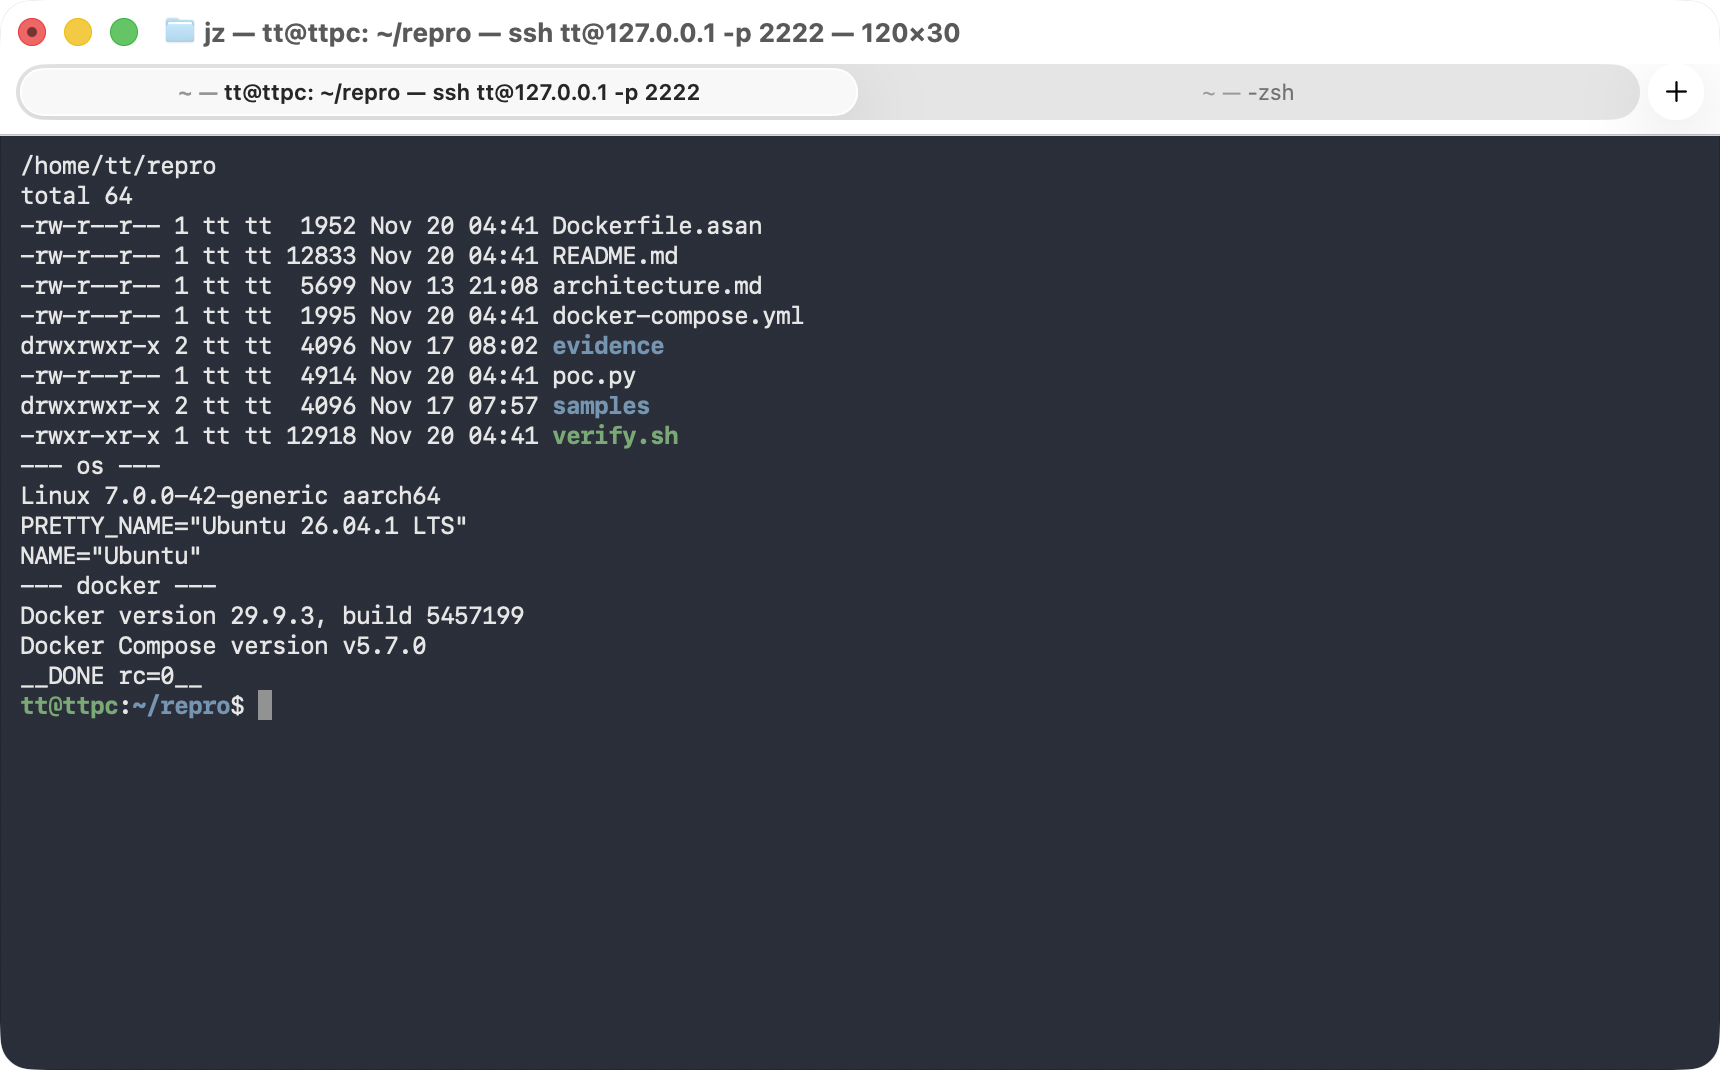 jz — tt@ttpc: ~/repro — ssh tt@127.0.0.1 -p 2222 — 120×30
~ — tt@ttpc: ~/repro — ssh tt@127.0.0.1 -p 2222
~ — -zsh
+
/home/tt/repro
total 64
-rw-r--r-- 1 tt tt  1952 Nov 20 04:41 Dockerfile.asan
-rw-r--r-- 1 tt tt 12833 Nov 20 04:41 README.md
-rw-r--r-- 1 tt tt  5699 Nov 13 21:08 architecture.md
-rw-r--r-- 1 tt tt  1995 Nov 20 04:41 docker-compose.yml
drwxrwxr-x 2 tt tt  4096 Nov 17 08:02 evidence
-rw-r--r-- 1 tt tt  4914 Nov 20 04:41 poc.py
drwxrwxr-x 2 tt tt  4096 Nov 17 07:57 samples
-rwxr-xr-x 1 tt tt 12918 Nov 20 04:41 verify.sh
--- os ---
Linux 7.0.0-42-generic aarch64
PRETTY_NAME="Ubuntu 26.04.1 LTS"
NAME="Ubuntu"
--- docker ---
Docker version 29.9.3, build 5457199
Docker Compose version v5.7.0
__DONE rc=0__
tt@ttpc:~/repro$